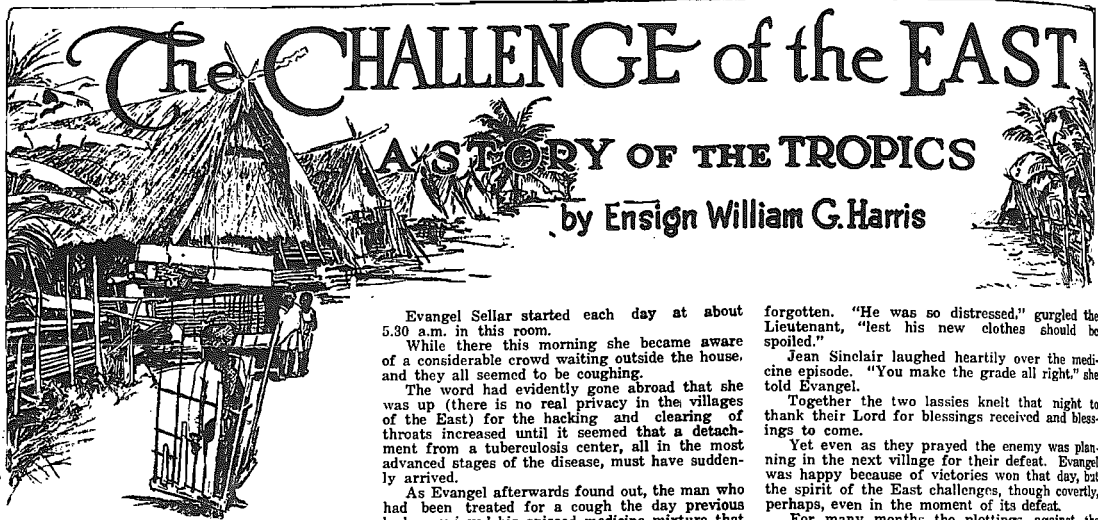 The CHALLENGE of the EAST
A STORY OF THE TROPICS
by Ensign William G. Harris
Evangel Sellar started each day at about
5.30 a.m. in this room.
While there this morning she became aware
of a considerable crowd waiting outside the house,
and they all seemed to be coughing.
The word had evidently gone abroad that she
was up (there is no real privacy in the villages
of the East) for the hacking and clearing of
throats increased until it seemed that a detach-
ment from a tuberculosis center, all in the most
advanced stages of the disease, must have sudden-
ly arrived.
As Evangel afterwards found out, the man who
had been treated for a cough the day previous
medicine mixture that
forgotten. "He was so distressed," gurgled the
Lieutenant, "lest his new clothes should be
spoiled."
Jean Sinclair laughed heartily over the medi-
cine episode. "You make the grade all right," she
told Evangel.
Together the two lassies knelt that night to
thank their Lord for blessings received and bless-
ings to come.
Yet even as they prayed the enemy was plan-
ning in the next village for their defeat. Evangel
was happy because of victories won that day, but
the spirit of the East challenges, though covertly,
perhaps, even in the moment of its defeat.
For many months the plottings against the